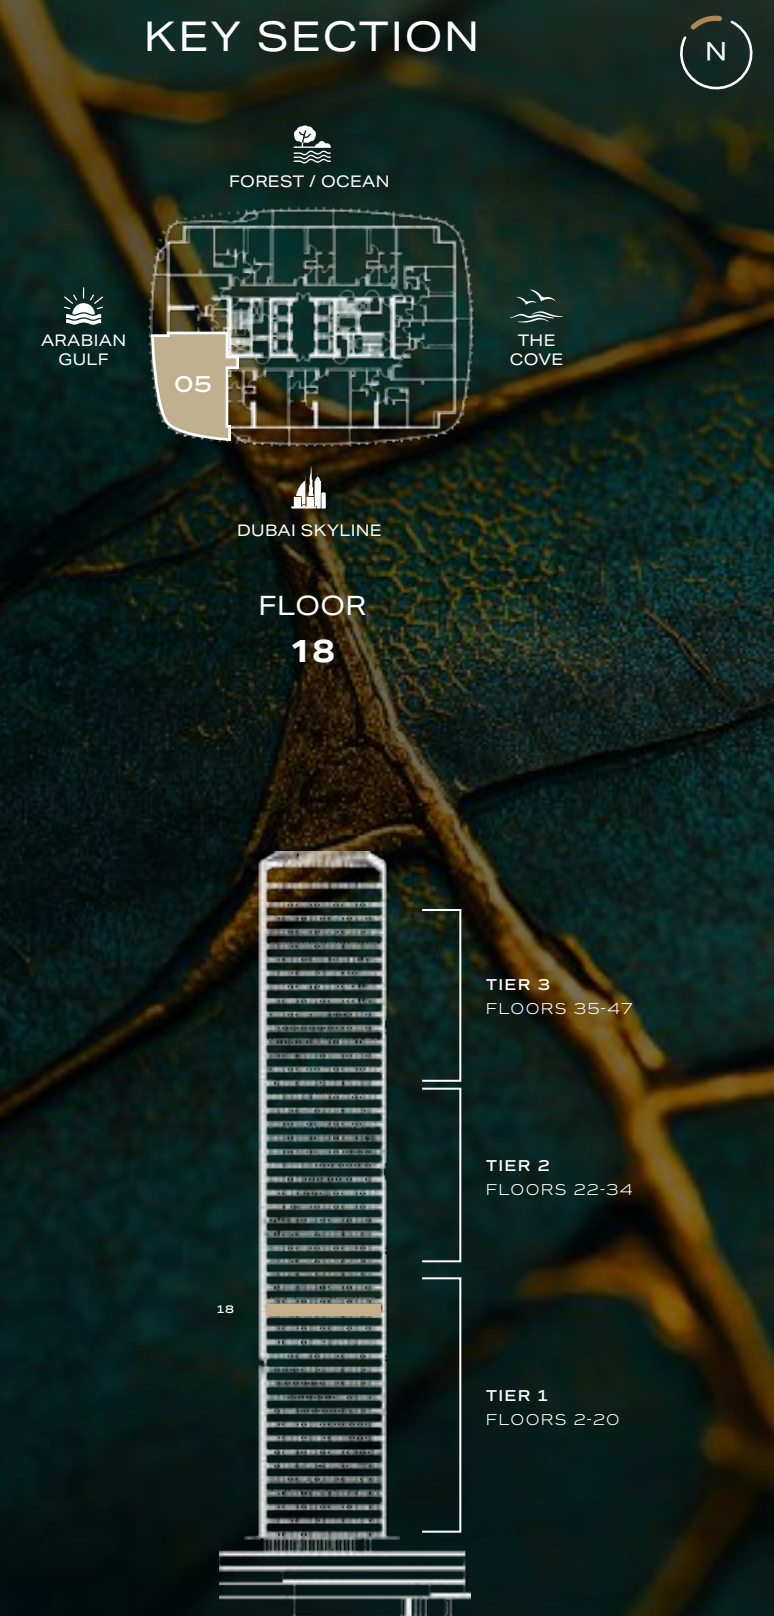 KEY SECTION
N
FOREST / OCEAN
ARABIAN
GULF
THE
COVE
05
DUBAI SKYLINE
FLOOR
18
TIER 3
FLOORS 35-47
TIER 2
FLOORS 22-34
18
TIER 1
FLOORS 2-20